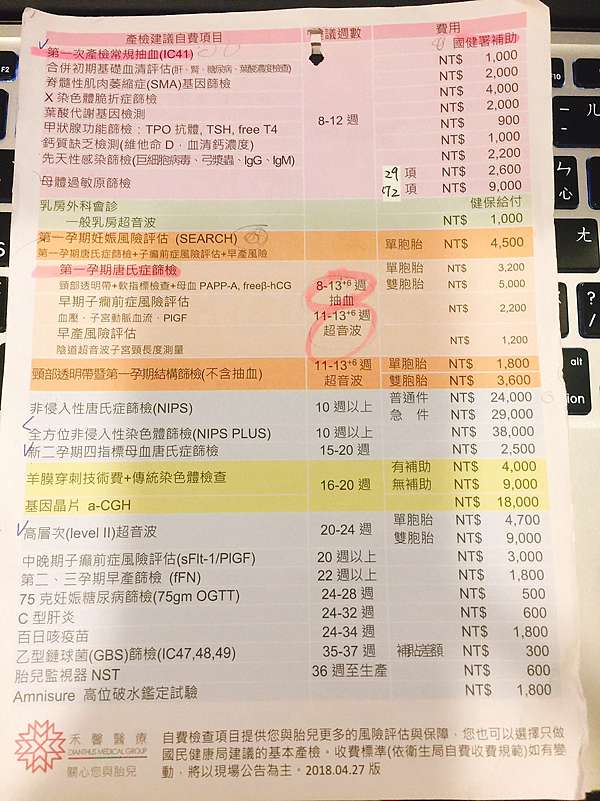 產檢建議自費項目 建議週數 費用
第一次產檢常規抽血(IC41) 國健署補助
合併初期基礎血清評估(肝、腎、糖尿病、葉酸濃度檢查) NT$ 1,000
脊髓性肌肉萎縮症(SMA)基因篩檢 NT$ 2,000
X 染色體脆折症篩檢 NT$ 4,000
葉酸代謝基因檢測 8-12 週 NT$ 2,000
甲狀腺功能篩檢：TPO 抗體, TSH, free T4 NT$ 900
鈣質缺乏檢測(維他命 D，血清鈣濃度) NT$ 1,000
先天性感染篩檢(巨細胞病毒、弓漿蟲、IgG、IgM) NT$ 2,200
母體過敏原篩檢 29 項 NT$ 2,600
72 項 NT$ 9,000
乳房外科會診 健保給付
一般乳房超音波 NT$ 1,000
第一孕期妊娠風險評估 (SEARCH) 單胞胎 NT$ 4,500
第一孕期唐氏症篩檢+子癲前症風險評估+早產風險
第一孕期唐氏症篩檢 單胞胎 NT$ 3,200
頸部透明帶+軟指標檢查+母血 PAPP-A, freeβ-hCG 8-13+6 週 雙胞胎 NT$ 5,000
早期子癲前症風險評估 抽血 NT$ 2,200
血壓．子宮動脈血流．PlGF 11-13+6 週
早產風險評估 超音波 NT$ 1,200
陰道超音波子宮頸長度測量
頸部透明帶暨第一孕期結構篩檢(不含抽血) 11-13+6 週 單胞胎 NT$ 1,800
超音波 雙胞胎 NT$ 3,600
非侵入性唐氏症篩檢(NIPS) 10 週以上 普通件 NT$ 24,000
急 件 NT$ 29,000
全方位非侵入性染色體篩檢(NIPS PLUS) 10 週以上 NT$ 38,000
新二孕期四指標母血唐氏症篩檢 15-20 週 NT$ 2,500
羊膜穿刺技術費+傳統染色體檢查 16-20 週 有補助 NT$ 4,000
無補助 NT$ 9,000
基因晶片 a-CGH NT$ 18,000
高層次(level II)超音波 20-24 週 單胞胎 NT$ 4,700
雙胞胎 NT$ 9,000
中晚期子癲前症風險評估(sFlt-1/PlGF) 20 週以上 NT$ 3,000
第二、三孕期早產篩檢 (fFN) 22 週以上 NT$ 1,800
75 克妊娠糖尿病篩檢(75gm OGTT) 24-28 週 NT$ 500
C 型肝炎 24-32 週 NT$ 600
百日咳疫苗 24-34 週 NT$ 1,800
乙型鏈球菌(GBS)篩檢(IC47,48,49) 35-37 週 補貼差額 NT$ 300
胎兒監視器 NST 36 週至生產 NT$ 600
Amnisure 高位破水鑑定試驗 NT$ 1,800
禾馨醫療
DIANTHUS MEDICAL GROUP
關心您與胎兒
自費檢查項目提供您與胎兒更多的風險評估與保障，您也可以選擇只做
國民健康局建議的基本產檢。收費標準(依衛生局自費收費規範)如有變
動，將以現場公告為主。2018.04.27 版